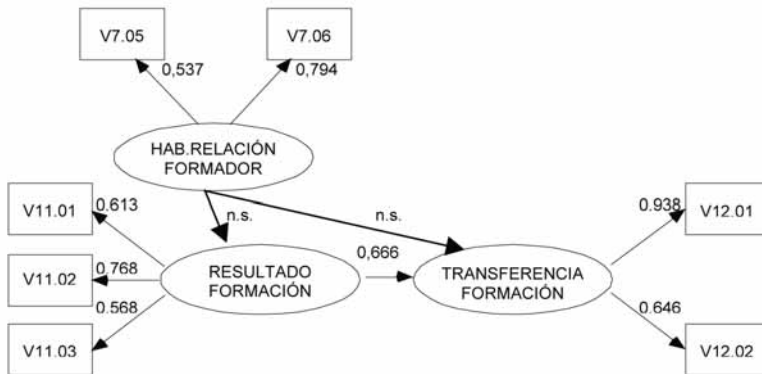 V7.05
V7.06
0,537
0,794
HAB.RELACIÓN
FORMADOR
V11.01
0.613
n.s.
n.s.
0.938
V12.01
V11.02
0,768
RESULTADO
FORMACIÓN
0,666
TRANSFERENCIA
FORMACIÓN
0.568
V11.03
0.646
V12.02